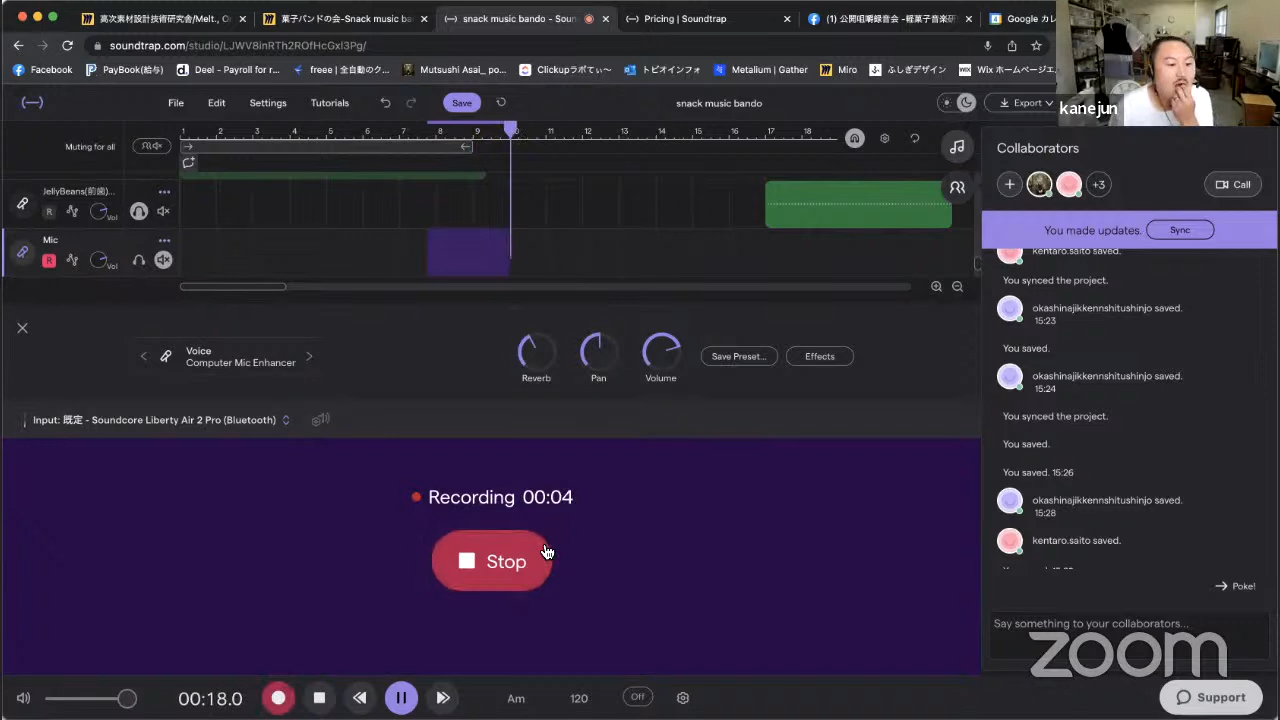 高次素材設計技術研究会/Melt., O
菓子バンドの会-Snack music ba
snack music bando - Soun
Pricing | Soundtrap
(1) 公開咀嚼録音会 -軽菓子音楽研
Google カレ
soundtrap.com/studio/LJWV8inRTh2ROfHcGxl3Pg/
Facebook
PayBook(給与)
Deel - Payroll for r...
freee | 全自動のク...
Mutsushi Asai - po...
Clickupラボてぃ〜
トピオインフォ
Metalium | Gather
Miro
ふしぎデザイン
Wix ホームページエ
kanejun
File
Edit
Settings
Tutorials
Save
snack music bando
Export
Muting for all
1 2 3 4 5 6 7 8 9 10 11 12 13 14 15 16 17 18
JellyBeans(前歯)...
R
Vol
Mic
R
Vol
Voice
Computer Mic Enhancer
Reverb
Pan
Volume
Save Preset...
Effects
Input: 既定 - Soundcore Liberty Air 2 Pro (Bluetooth)
Recording 00:04
Stop
00:18.0
Am
120
Off
Collaborators
+3
Call
You made updates.
Sync
kentaro.saito saved.
You synced the project.
okashinajikkennshitushinjo saved.
15:23
You saved.
okashinajikkennshitushinjo saved.
15:24
You synced the project.
You saved.
You saved. 15:26
okashinajikkennshitushinjo saved.
15:28
kentaro.saito saved.
Poke!
Say something to your collaborators...
zoom
Support